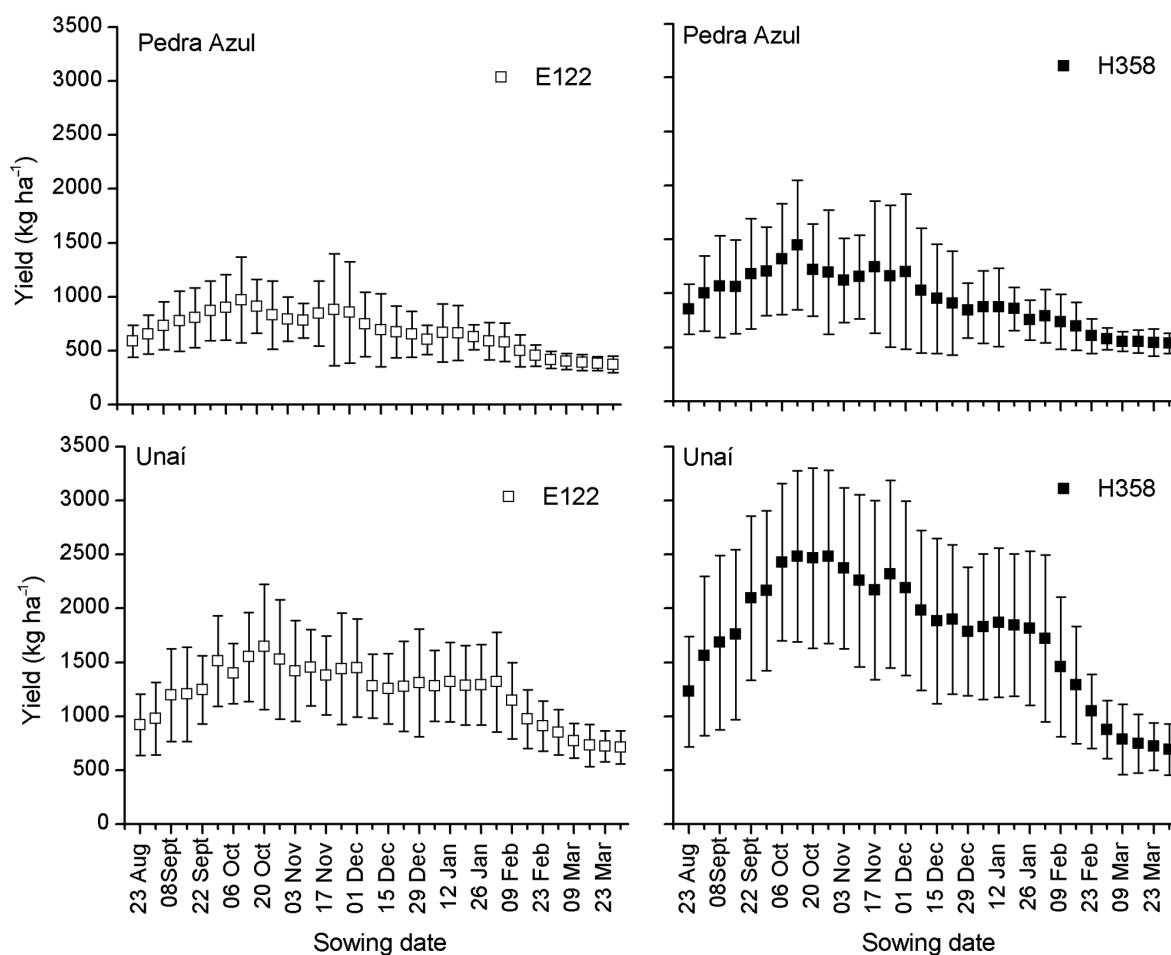 Pedra Azul
E122
Yield (kg ha⁻¹)
3500
3000
2500
2000
1500
1000
500
0
Pedra Azul
H358
Unaí
E122
Yield (kg ha⁻¹)
3500
3000
2500
2000
1500
1000
500
0
23 Aug
08Sept
22 Sept
06 Oct
20 Oct
03 Nov
17 Nov
01 Dec
15 Dec
29 Dec
12 Jan
26 Jan
09 Feb
23 Feb
09 Mar
23 Mar
Sowing date
Unaí
H358
23 Aug
08Sept
22 Sept
06 Oct
20 Oct
03 Nov
17 Nov
01 Dec
15 Dec
29 Dec
12 Jan
26 Jan
09 Feb
23 Feb
09 Mar
23 Mar
Sowing date